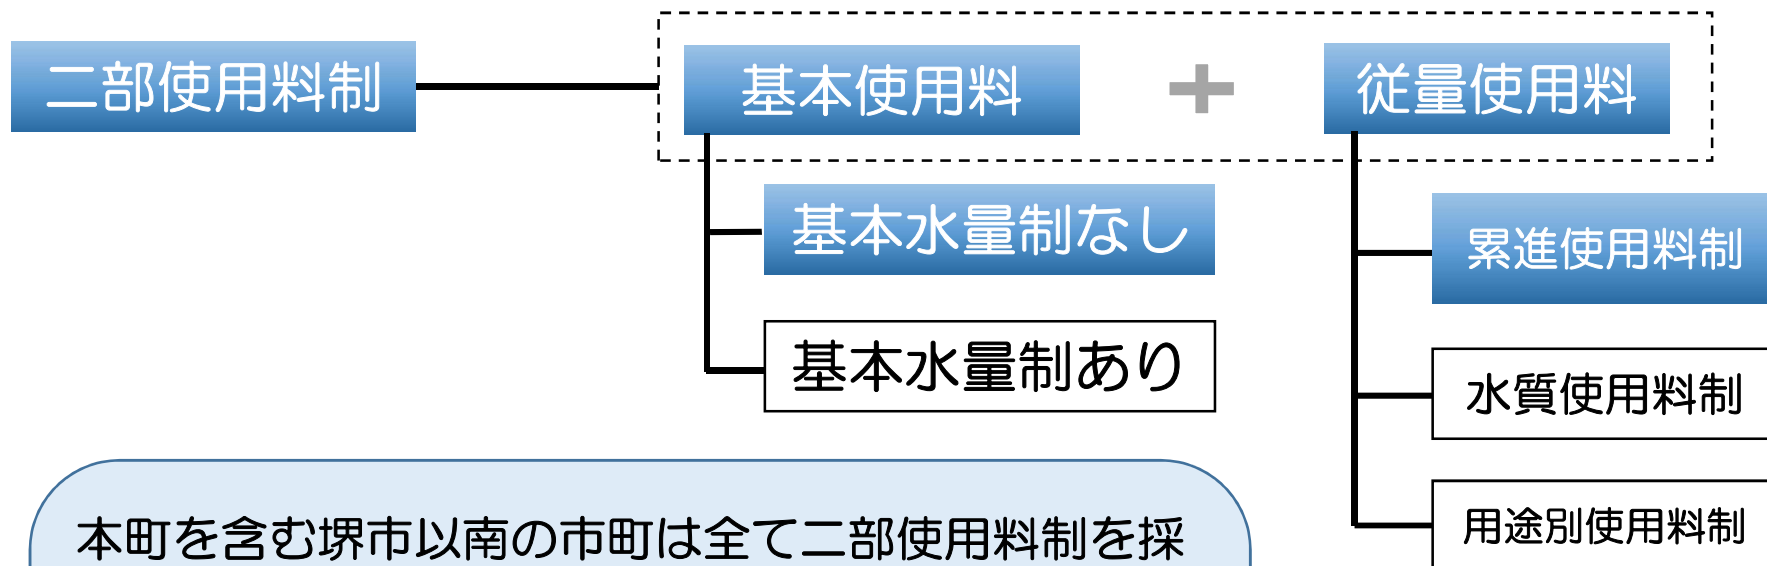 二部使用料制
基本使用料
+
従量使用料
基本水量制なし
基本水量制あり
累進使用料制
水質使用料制
用途別使用料制
本町を含む堺市以南の市町は全て二部使用料制を採